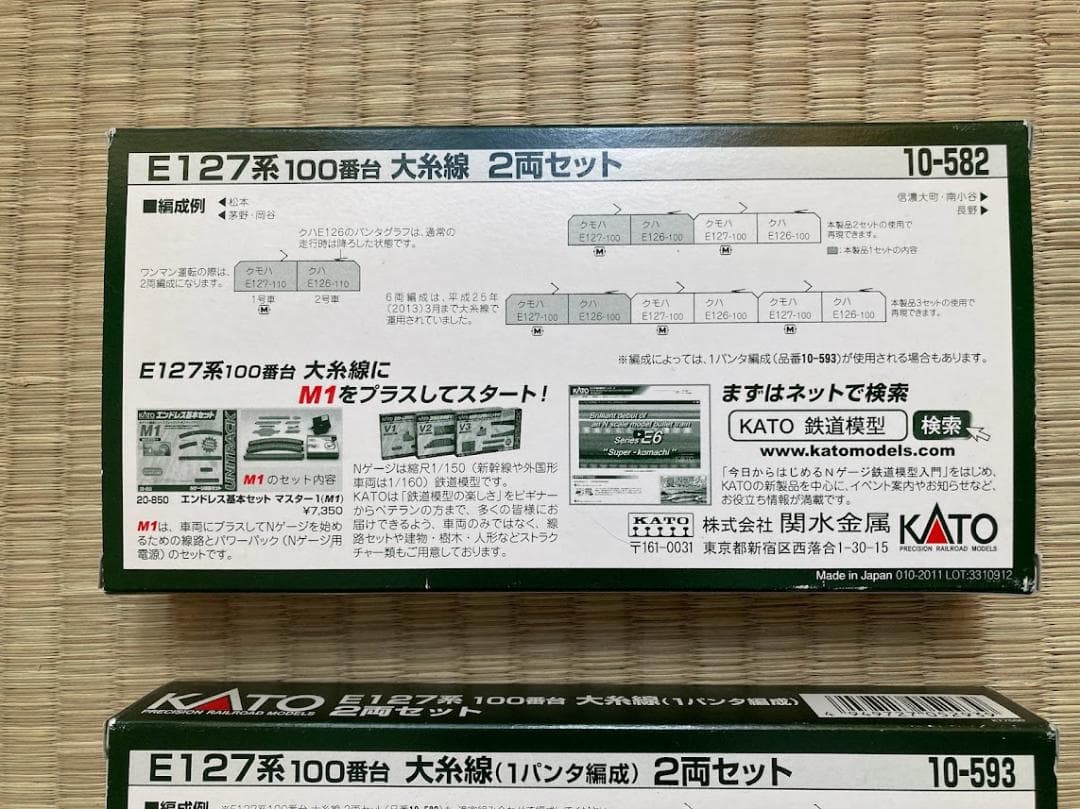 E127系100番台 大糸線 2両セット 10-582
■編成例
◀松本
◀茅野・岡谷
信濃大町・南小谷▶
長野▶
クハE126のパンタグラフは、通常の
走行時は降ろした状態です。
ワンマン運転の際は、
2両編成になります。
クモハ クハ
E127-110 E126-110
1号車 2号車
M
クモハ クハ クモハ クハ
E127-100 E126-100 E127-100 E126-100
M M
本製品2セットの使用で
再現できます。
:本製品1セットの内容
6両編成は、平成25年
(2013)3月まで大糸線で
運用されていました。
クモハ クハ クモハ クハ クモハ クハ
E127-100 E126-100 E127-100 E126-100 E127-100 E126-100
M M M
本製品3セットの使用で
再現できます。
※編成によっては、1パンタ編成(品番10-593)が使用される場合もあります。
E127系100番台 大糸線に
M1をプラスしてスタート!
KATO エンドレス基本セット
M1
UNITRACK
M1のセット内容
20-850 エンドレス基本セット マスター1(M1)
¥7,350
M1は、車両にプラスしてNゲージを始め
るための線路とパワーパック(Nゲージ用
電源)のセットです。
V1 V2 V3
Nゲージは縮尺1/150(新幹線や外国形
車両は1/160)鉄道模型です。
KATOは「鉄道模型の楽しさ」をビギナー
からベテランの方まで、多くの皆様にお
届けできるよう、車両のみではなく、線
路セットや建物・樹木・人形などストラク
チャー類もご用意しております。
Brilliant debut of
an N scale model bullet train
Series E6
"Super-komachi"
まずはネットで検索
KATO 鉄道模型 検索
www.katomodels.com
「今日からはじめるNゲージ鉄道模型入門」をはじめ、
KATOの新製品を中心に、イベント案内やお知らせなど、
お役立ち情報が満載です。
KATO 株式会社 関水金属
〒161-0031 東京都新宿区西落合1-30-15
KATO
PRECISION RAILROAD MODELS
Made in Japan 010-2011 LOT:3310912
KATO E127系 100番台 大糸線(1パンタ編成)
PRECISION RAILROAD MODELS 2両セット
E127系100番台 大糸線(1パンタ編成) 2両セット 10-593
■編成例